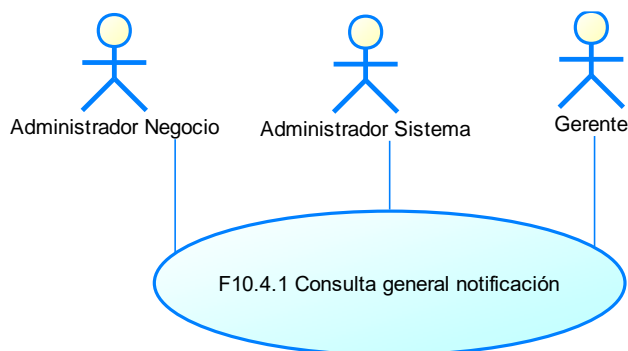 Administrador Negocio
Administrador Sistema
Gerente
F10.4.1 Consulta general notificación